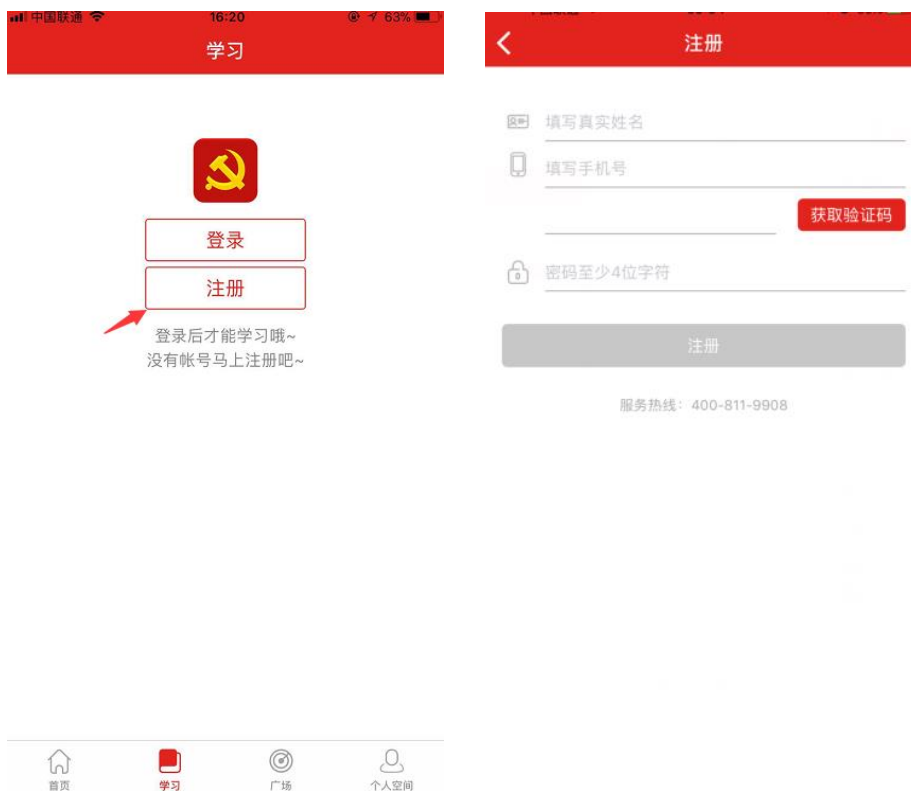 中国联通 16:20 63%
学习
登录
注册
登录后才能学习哦~
没有帐号马上注册吧~
首页 学习 广场 个人空间
注册
填写真实姓名
填写手机号
获取验证码
密码至少4位字符
注册
服务热线：400-811-9908